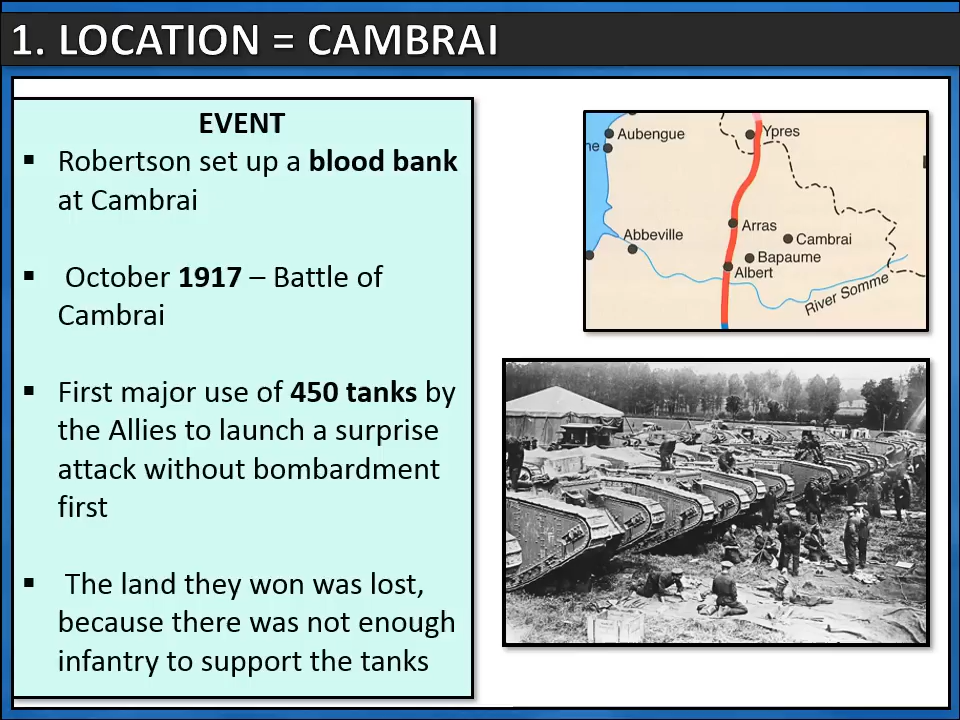 1. LOCATION = CAMBRAI
EVENT
▪ Robertson set up a blood bank
at Cambrai
▪ October 1917 – Battle of
Cambrai
▪ First major use of 450 tanks by
the Allies to launch a surprise
attack without bombardment
first
▪ The land they won was lost,
because there was not enough
infantry to support the tanks
Aubengue
Ypres
ne
Arras
Abbeville
Cambrai
Bapaume
Albert
River Somme